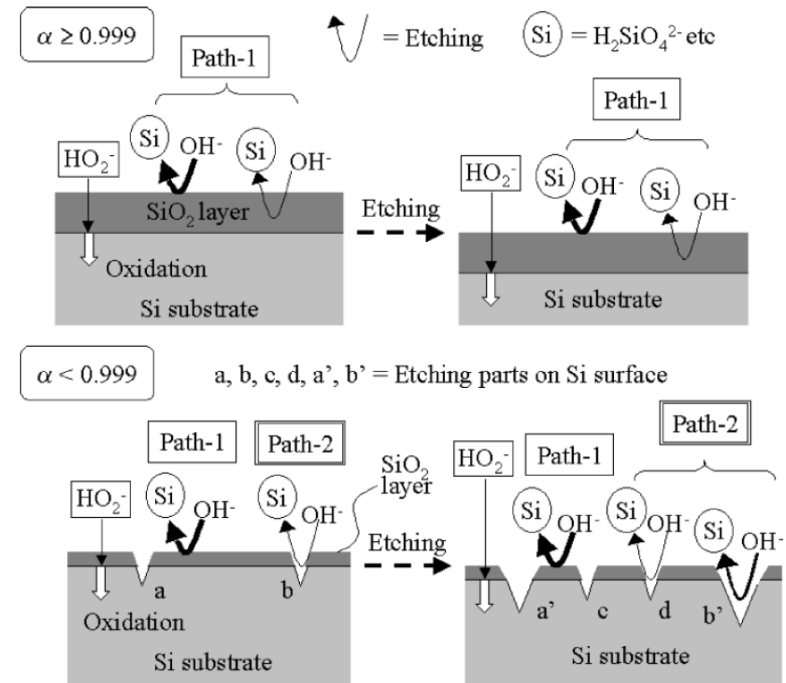 α ≥ 0.999
= Etching
Si = H₂SiO₄²⁻ etc
Path-1
Si OH- Si OH-
HO₂⁻
SiO₂ layer
Oxidation
Si substrate
Etching
Path-1
HO₂⁻ Si OH- Si OH-
Si substrate
α < 0.999
a, b, c, d, a’, b’ = Etching parts on Si surface
Path-1 Path-2
SiO₂
layer
HO₂⁻ Si OH- Si OH-
a b
Oxidation
Si substrate
Etching
Path-2
HO₂⁻ Path-1
Si OH- Si OH- Si OH-
a’ c d b’
Si substrate